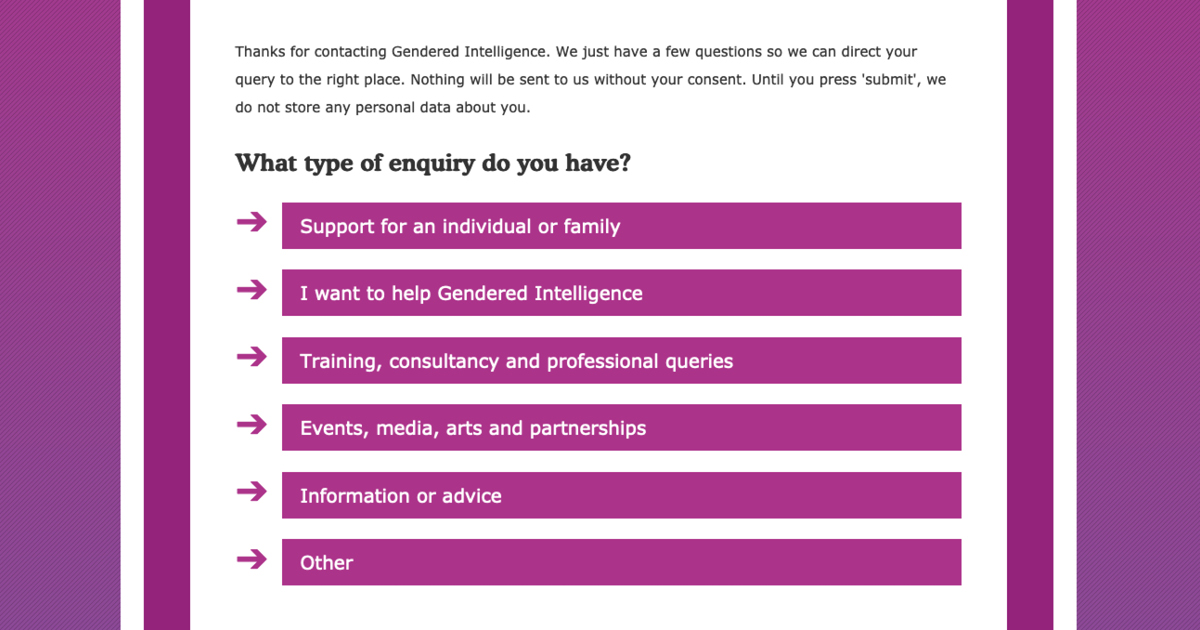 Thanks for contacting Gendered Intelligence. We just have a few questions so we can direct your
query to the right place. Nothing will be sent to us without your consent. Until you press 'submit', we
do not store any personal data about you.
What type of enquiry do you have?
➔ Support for an individual or family
➔ I want to help Gendered Intelligence
➔ Training, consultancy and professional queries
➔ Events, media, arts and partnerships
➔ Information or advice
➔ Other